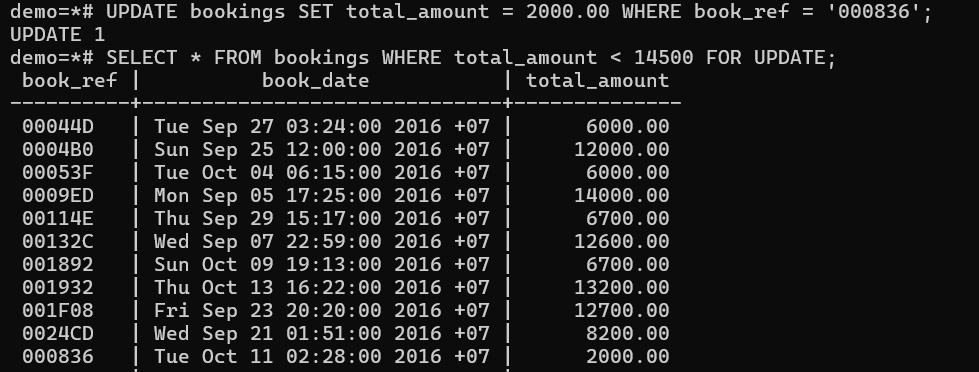 demo=*# UPDATE bookings SET total_amount = 2000.00 WHERE book_ref = '000836';
UPDATE 1
demo=*# SELECT * FROM bookings WHERE total_amount < 14500 FOR UPDATE;
 book_ref |          book_date           | total_amount
----------+------------------------------+--------------
 00044D   | Tue Sep 27 03:24:00 2016 +07 |      6000.00
 0004B0   | Sun Sep 25 12:00:00 2016 +07 |     12000.00
 00053F   | Tue Oct 04 06:15:00 2016 +07 |      6000.00
 0009ED   | Mon Sep 05 17:25:00 2016 +07 |     14000.00
 00114E   | Thu Sep 29 15:17:00 2016 +07 |      6700.00
 00132C   | Wed Sep 07 22:59:00 2016 +07 |     12600.00
 001892   | Sun Oct 09 19:13:00 2016 +07 |      6700.00
 001932   | Thu Oct 13 16:22:00 2016 +07 |     13200.00
 001F08   | Fri Sep 23 20:20:00 2016 +07 |     12700.00
 0024CD   | Wed Sep 21 01:51:00 2016 +07 |      8200.00
 000836   | Tue Oct 11 02:28:00 2016 +07 |      2000.00